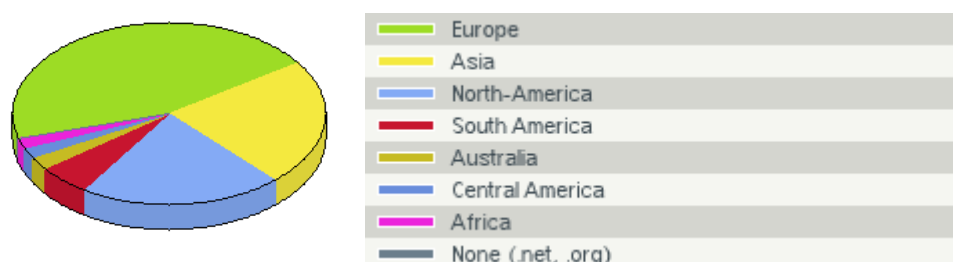 Europe
Asia
North-America
South America
Australia
Central America
Africa
None (.net, .org)